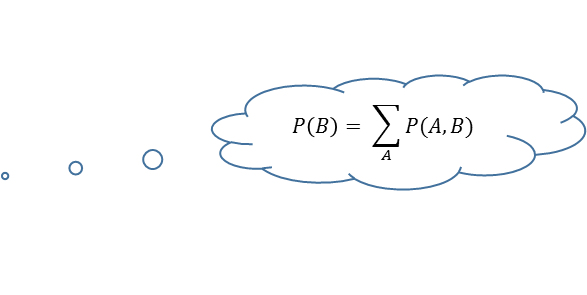 P(B) = ∑_A P(A, B)